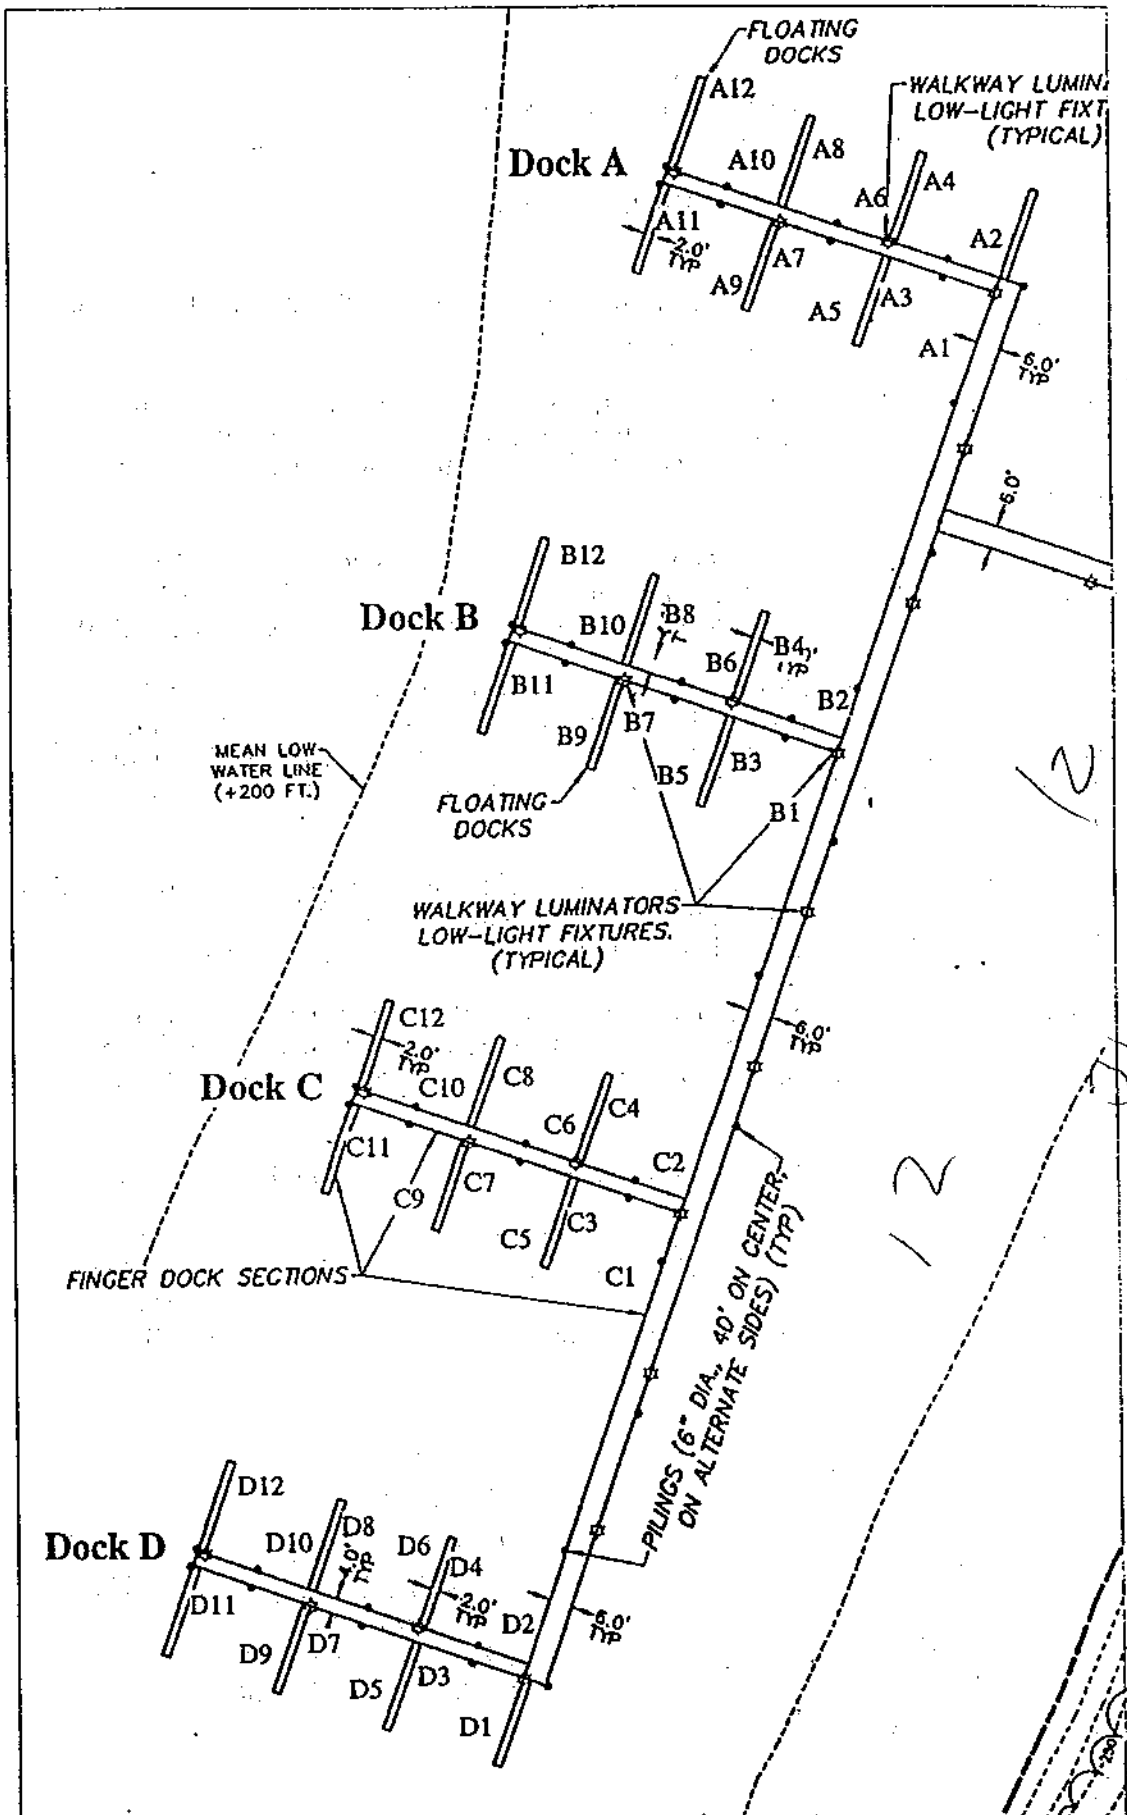 FLOATING
DOCKS
A12
WALKWAY LUMIN
LOW-LIGHT FIXT
(TYPICAL)
Dock A
A10
A8
A6
A4
A2
A11
2.0'
TYP
A9
A7
A5
A3
A1
6.0'
TYP
6.0'
Dock B
B12
B10
B8
B6
B4
TYP
B2
B11
B9
B7
B5
B3
B1
MEAN LOW
WATER LINE
(+200 FT.)
FLOATING
DOCKS
12
WALKWAY LUMINATORS
LOW-LIGHT FIXTURES.
(TYPICAL)
6.0'
TYP
Dock C
C12
2.0'
TYP
C10
C8
C6
C4
C2
C11
C9
C7
C5
C3
C1
12
FINGER DOCK SECTIONS
PILINGS (6" DIA., 40' ON CENTER,
ON ALTERNATE SIDES) (TYP)
Dock D
D12
D10
D8
4.0'
TYP
D6
D4
2.0'
TYP
D2
6.0'
TYP
D11
D9
D7
D5
D3
D1